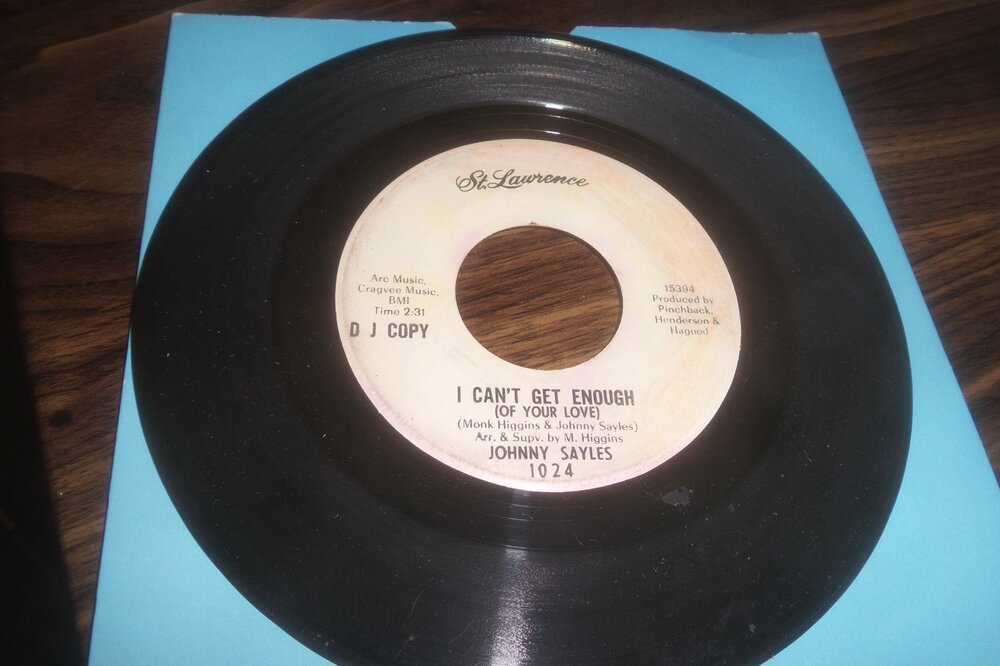 St. Lawrence
Arc Music,
Cragvee Music,
BMI
Time 2:31
D J COPY
15394
Produced by
Pinchback,
Henderson &
Hagood
I CAN'T GET ENOUGH
(OF YOUR LOVE)
(Monk Higgins & Johnny Sayles)
Arr. & Supv. by M. Higgins
JOHNNY SAYLES
1024